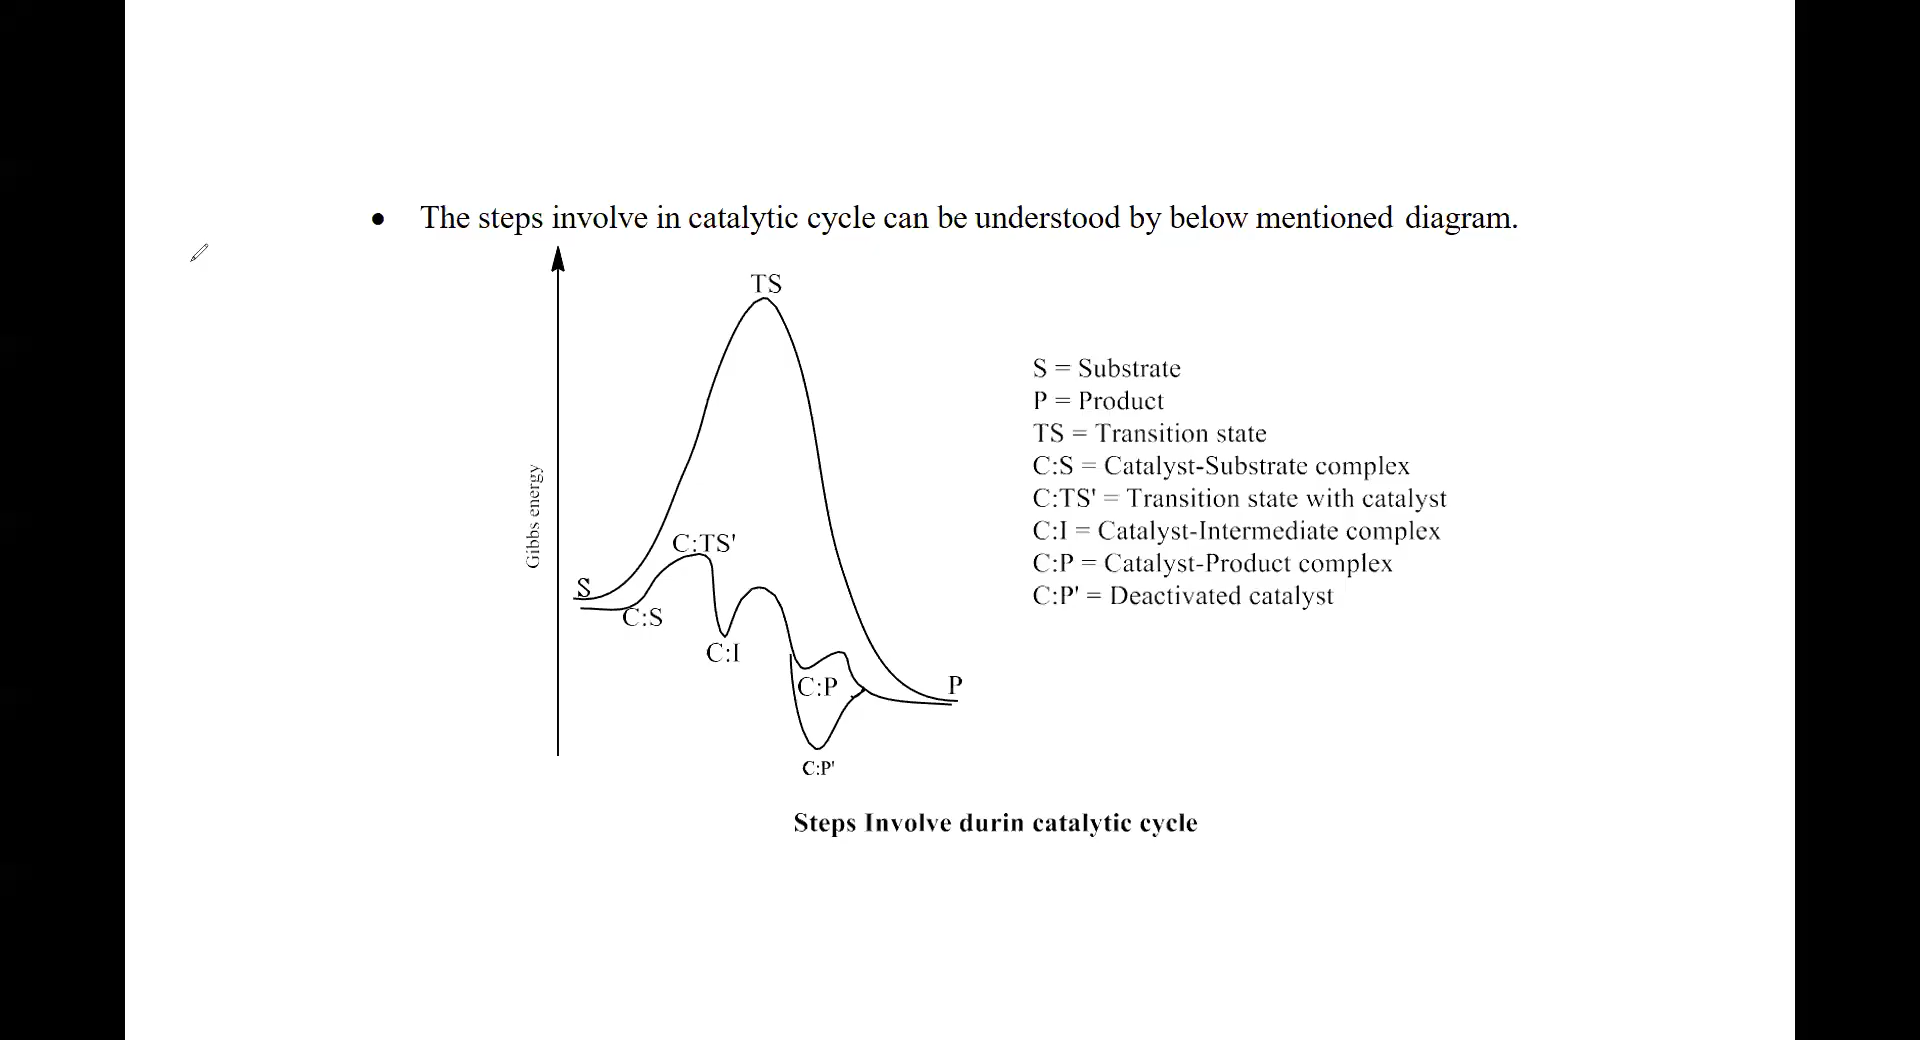 • The steps involve in catalytic cycle can be understood by below mentioned diagram.
TS
S = Substrate
P = Product
TS = Transition state
C:S = Catalyst-Substrate complex
C:TS' = Transition state with catalyst
C:I = Catalyst-Intermediate complex
C:P = Catalyst-Product complex
C:P' = Deactivated catalyst
Gibbs energy
C:TS'
S
C:S
C:I
C:P
P
C:P'
Steps Involve durin catalytic cycle